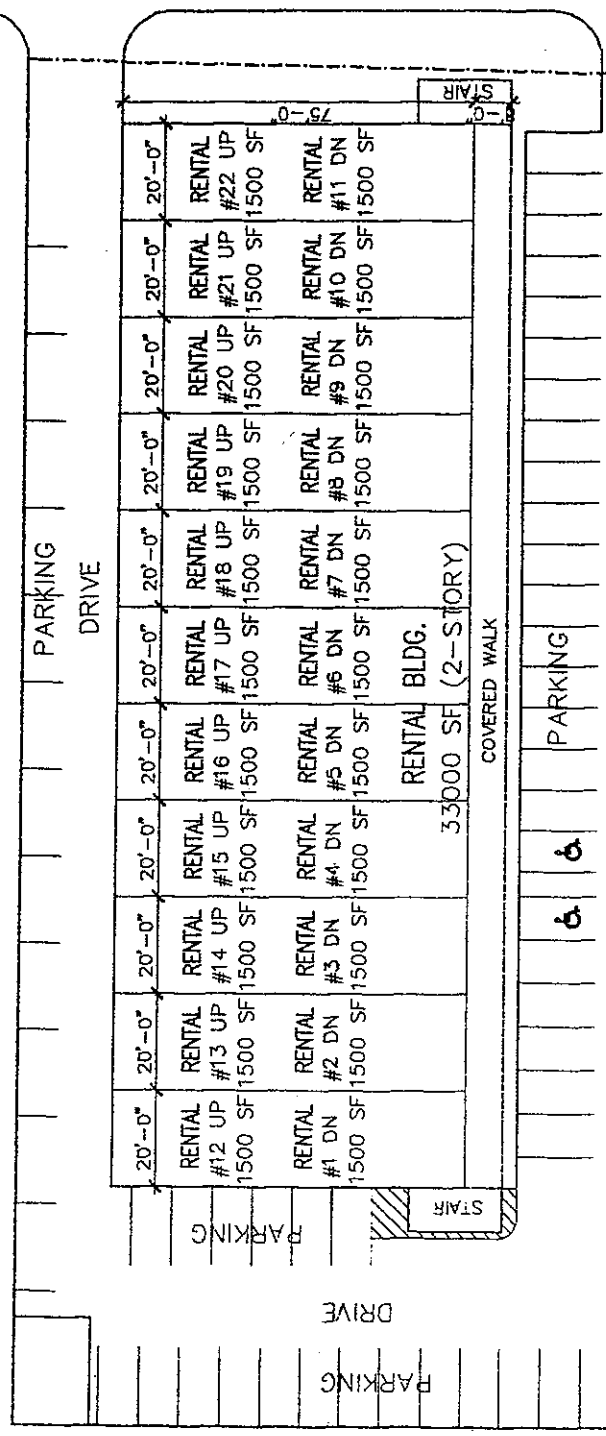 PARKING
DRIVE
20'-0"
20'-0"
20'-0"
20'-0"
20'-0"
20'-0"
20'-0"
20'-0"
20'-0"
20'-0"
20'-0"
RENTAL
#12 UP
1500 SF
RENTAL
#13 UP
1500 SF
RENTAL
#14 UP
1500 SF
RENTAL
#15 UP
1500 SF
RENTAL
#16 UP
1500 SF
RENTAL
#17 UP
1500 SF
RENTAL
#18 UP
1500 SF
RENTAL
#19 UP
1500 SF
RENTAL
#20 UP
1500 SF
RENTAL
#21 UP
1500 SF
RENTAL
#22 UP
1500 SF
RENTAL
#1 DN
1500 SF
RENTAL
#2 DN
1500 SF
RENTAL
#3 DN
1500 SF
RENTAL
#4 DN
1500 SF
RENTAL
#5 DN
1500 SF
RENTAL
#6 DN
1500 SF
RENTAL
#7 DN
1500 SF
RENTAL
#8 DN
1500 SF
RENTAL
#9 DN
1500 SF
RENTAL
#10 DN
1500 SF
RENTAL
#11 DN
1500 SF
75'-0"
STAIR
RENTAL BLDG.
33000 SF (2-STORY)
COVERED WALK
PARKING
STAIR
PARKING
DRIVE
PARKING